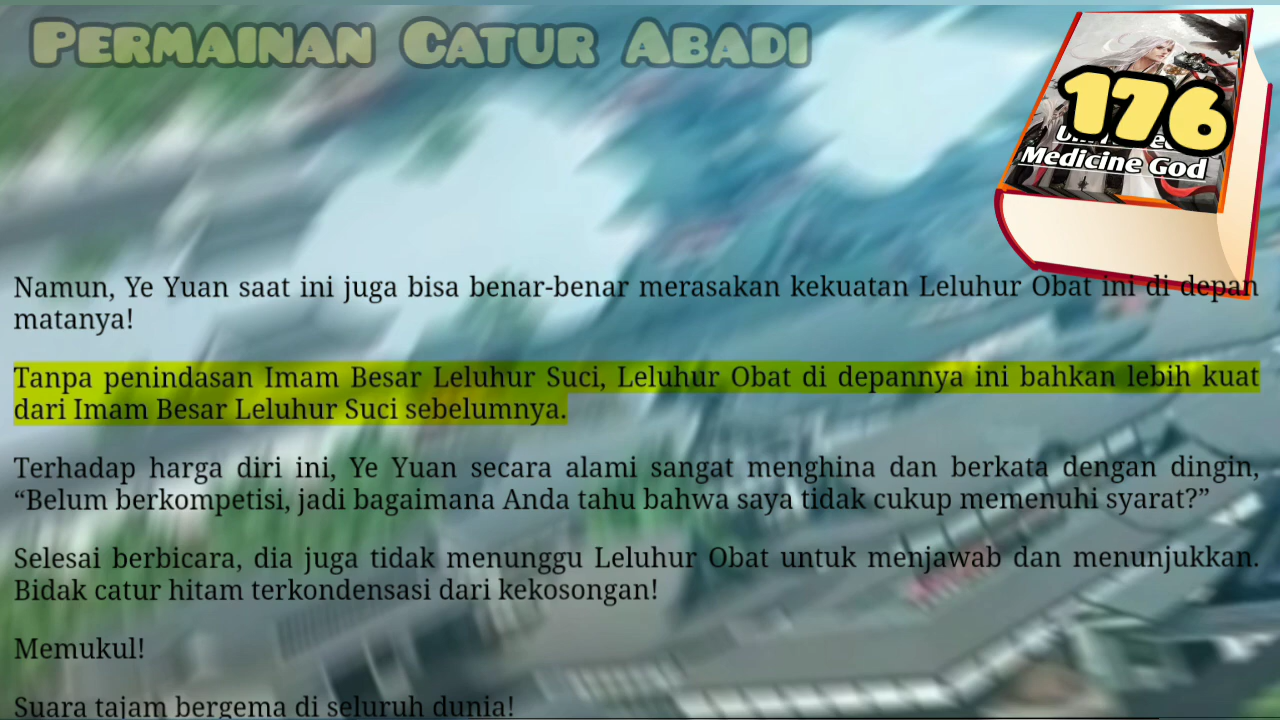 Permainan Catur Abadi
176
Medicine God
Namun, Ye Yuan saat ini juga bisa benar-benar merasakan kekuatan Leluhur Obat ini di depan
matanya!
Tanpa penindasan Imam Besar Leluhur Suci, Leluhur Obat di depannya ini bahkan lebih kuat
dari Imam Besar Leluhur Suci sebelumnya.
Terhadap harga diri ini, Ye Yuan secara alami sangat menghina dan berkata dengan dingin,
“Belum berkompetisi, jadi bagaimana Anda tahu bahwa saya tidak cukup memenuhi syarat?”
Selesai berbicara, dia juga tidak menunggu Leluhur Obat untuk menjawab dan menunjukkan.
Bidak catur hitam terkondensasi dari kekosongan!
Memukul!
Suara tajam bergema di seluruh dunia!